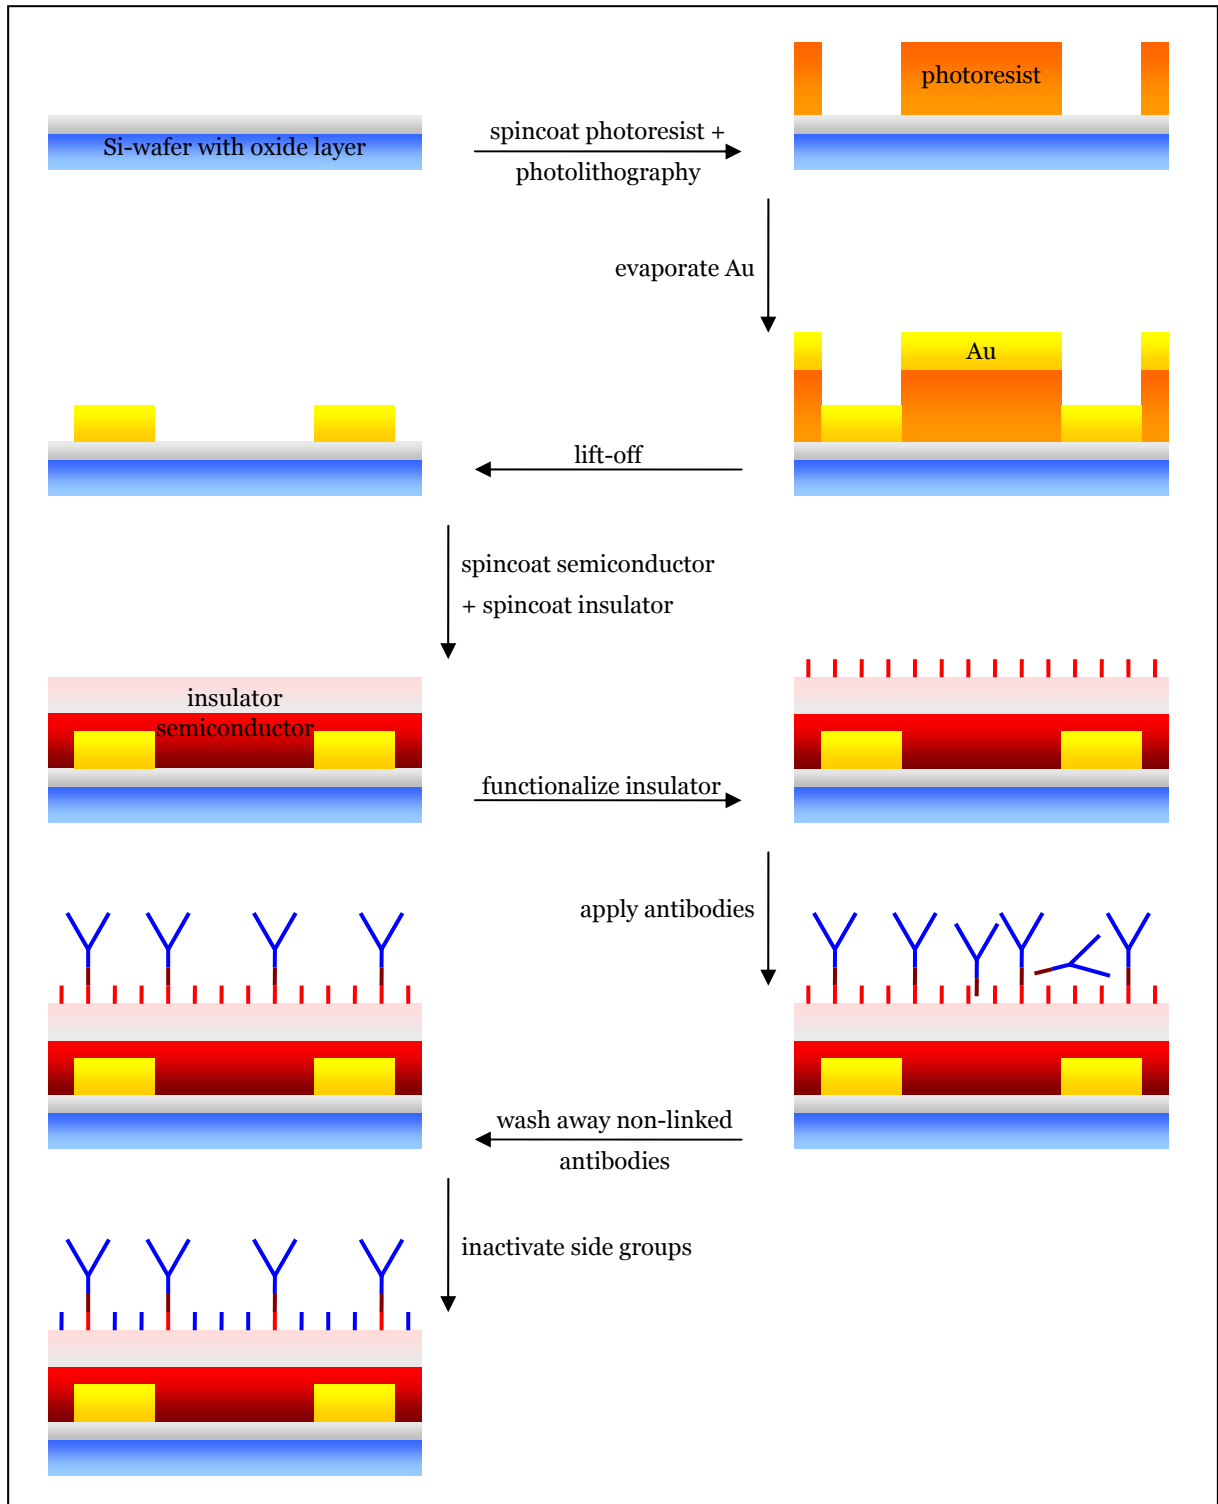 photoresist
Si-wafer with oxide layer
spincoat photoresist +
photolithography
evaporate Au
Au
lift-off
spincoat semiconductor
+ spincoat insulator
insulator
semiconductor
functionalize insulator
apply antibodies
wash away non-linked
antibodies
inactivate side groups